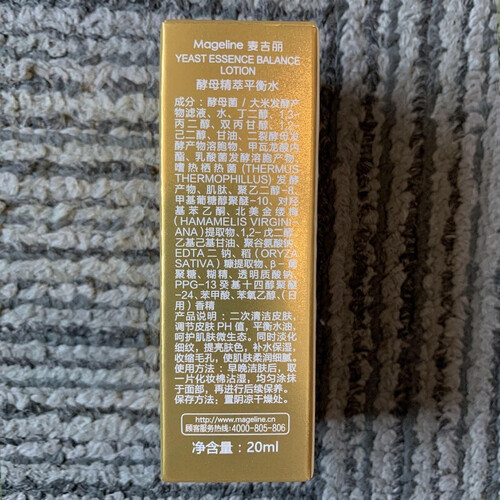 Mageline 麦吉丽
YEAST ESSENCE BALANCE
LOTION
酵母精萃平衡水
成分：酵母菌/大米发酵产
物滤液、水、丁二醇、1,3-
丙二醇、双丙甘醇、1,2-
己二醇、甘油、二裂酵母发
酵产物溶胞物、甲瓦龙酸内
酯、乳酸菌发酵溶胞产物、
嗜热栖热菌(THERMUS
THERMOPHILLUS)发酵
产物、肌肽、聚乙二醇-8、
甲基葡糖醇聚醚-10、对羟
基苯乙酮、北美金缕梅
(HAMAMELIS VIRGINI-
ANA)提取物、1,2-戊二醇、
乙基己基甘油、聚谷氨酸钠、
EDTA二钠、稻(ORYZA
SATIVA)糠提取物、β-葡
聚糖、糊精、透明质酸钠、
PPG-13癸基十四醇聚醚
-24、苯甲酸、苯氧乙醇、(日
用)香精
产品说明：二次清洁皮肤，
调节皮肤PH值，平衡水油，
呵护肌肤微生态。同时淡化
细纹，提亮肤色，补水保湿，
收缩毛孔，使肌肤柔润细腻。
使用方法：早晚洁肤后，取
一片化妆棉沾湿，均匀涂抹
于面部，再进行后续保养。
保存方法：置阴凉干燥处。
http://www.mageline.cn
顾客服务热线:4000-805-806
净含量：20ml